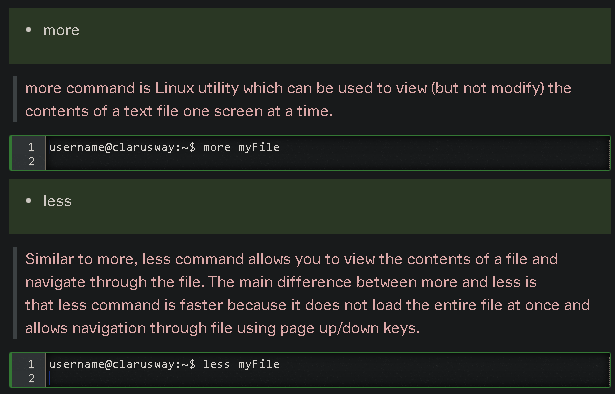 • more
more command is Linux utility which can be used to view (but not modify) the
contents of a text file one screen at a time.
1 username@clarusway:~$ more myFile
2
• less
Similar to more, less command allows you to view the contents of a file and
navigate through the file. The main difference between more and less is
that less command is faster because it does not load the entire file at once and
allows navigation through file using page up/down keys.
1 username@clarusway:~$ less myFile
2